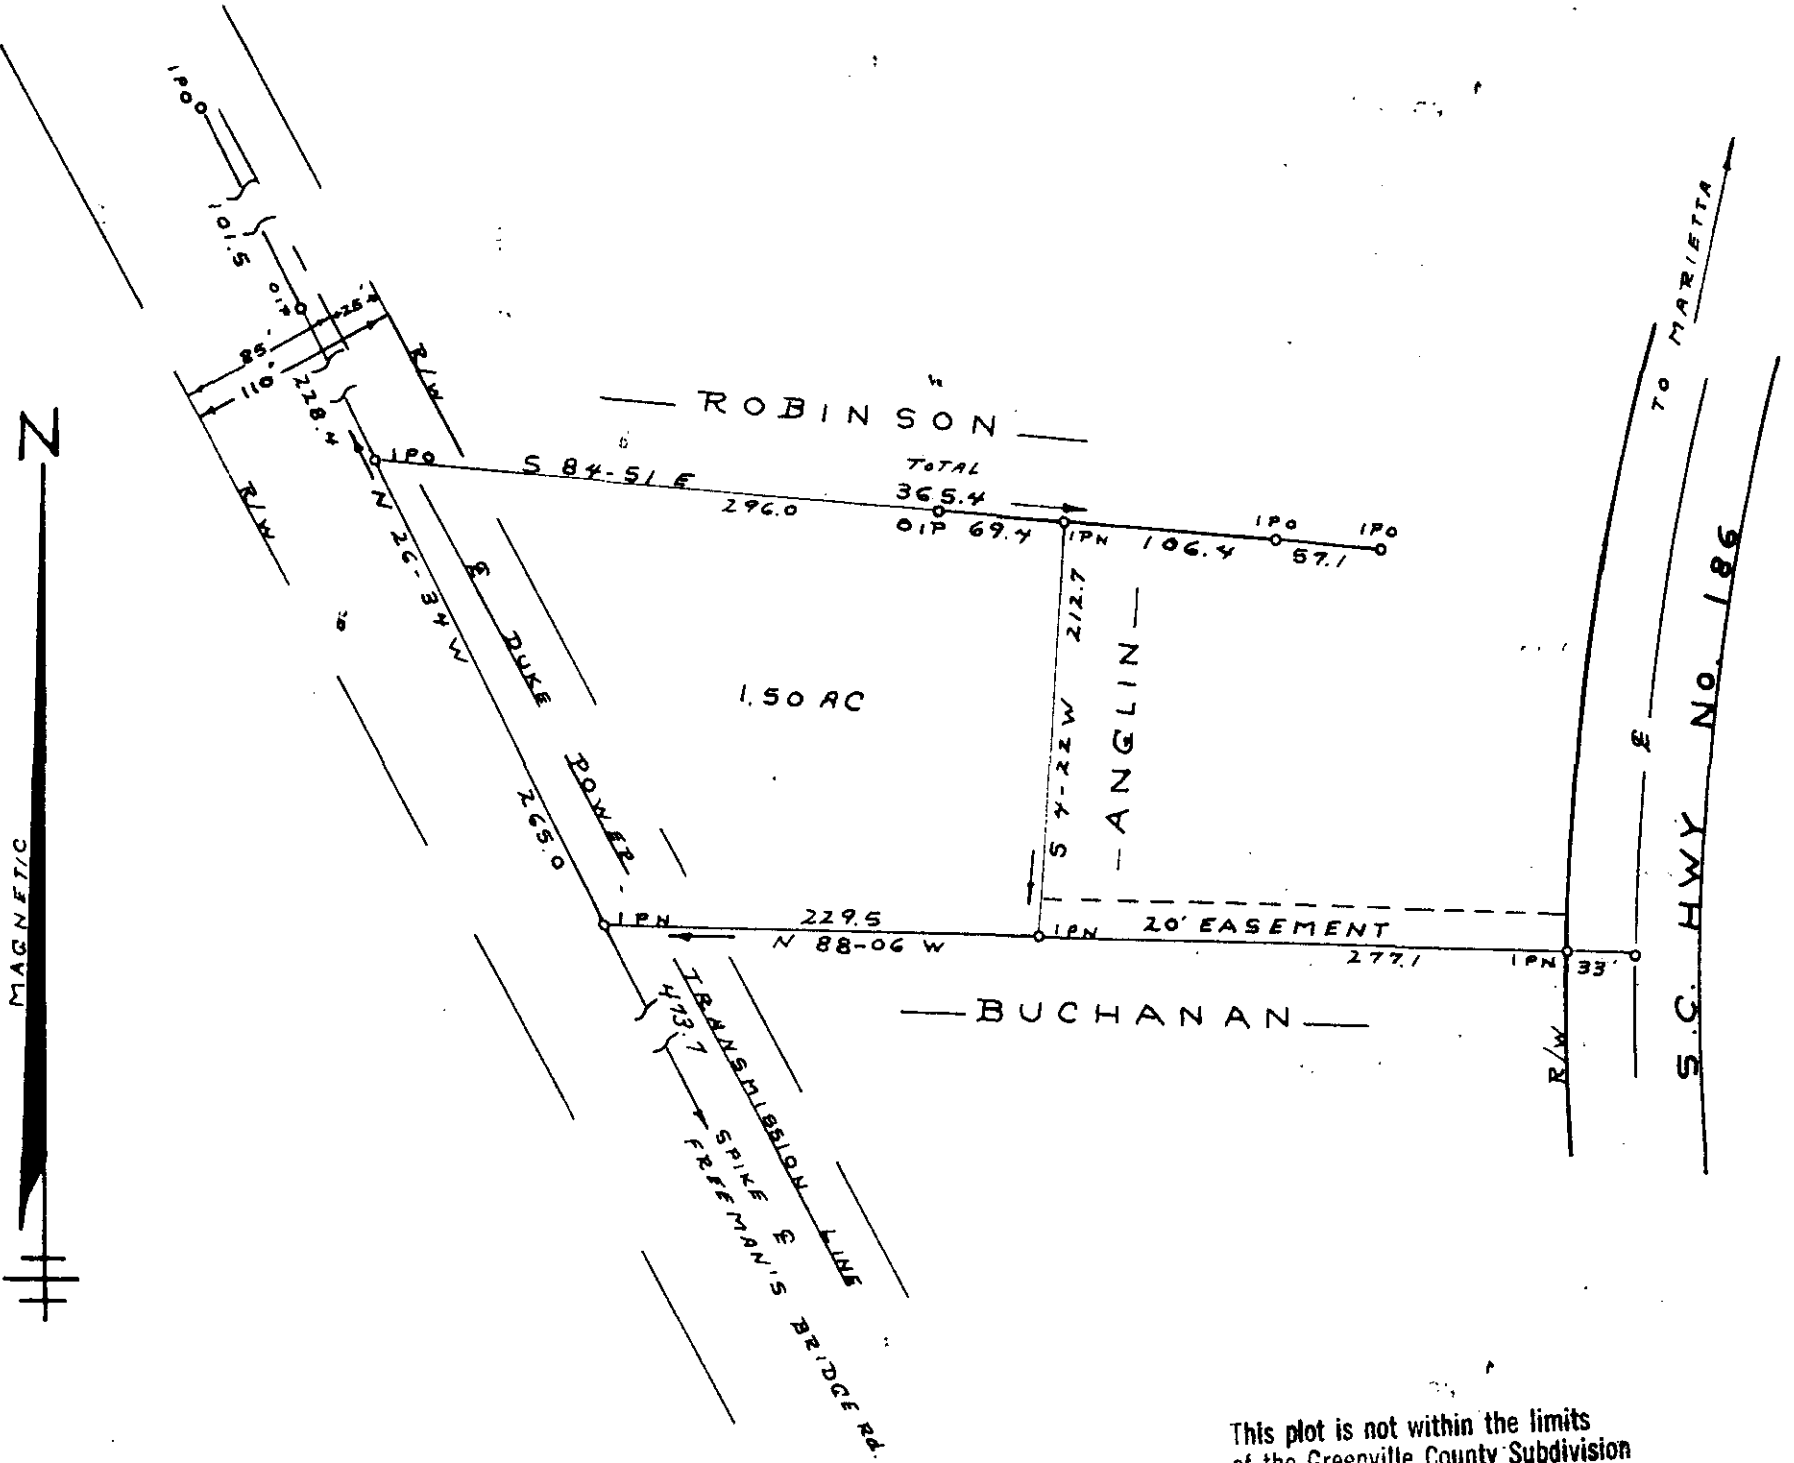 IPO
101.5
OIP
25'
85'
110'
228.4
R/W
R/W
N
MAGNETIC
— ROBINSON —
IPO
S 84-51 E
296.0
TOTAL
365.4
OIP
69.4
IPN
106.4
IPO
57.1
IPO
TO MARIETTA
N 26-34 W
265.0
℄ DUKE POWER TRANSMISSION LINE
1.50 AC
212.7
S 4-22 W
— ANGLIN —
℄
S.C. HWY NO. 186
IPN
229.5
N 88-06 W
IPN
20' EASEMENT
277.1
IPN
33'
— BUCHANAN —
R/W
473.7
SPIKE ℄
FREEMAN'S BRIDGE Rd.
This plot is not within the limits
of the Greenville County Subdivision